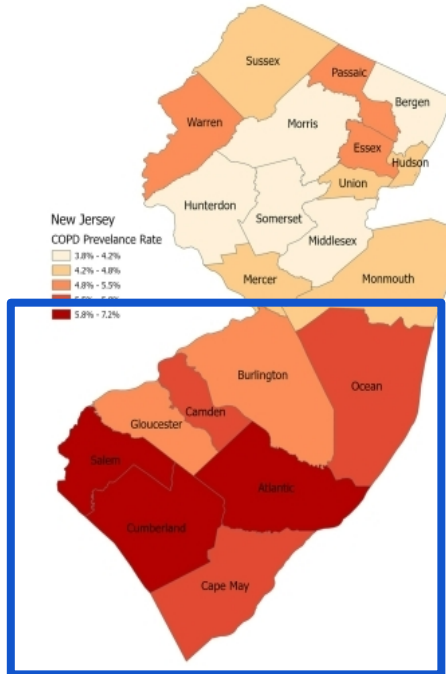 Sussex
Passaic
Bergen
Warren
Morris
Essex
Hudson
Union
Hunterdon
Somerset
Middlesex
New Jersey
COPD Prevelance Rate
3.8% - 4.2%
4.2% - 4.8%
4.8% - 5.5%
5.8% - 7.2%
Mercer
Monmouth
Burlington
Ocean
Camden
Gloucester
Salem
Atlantic
Cumberland
Cape May